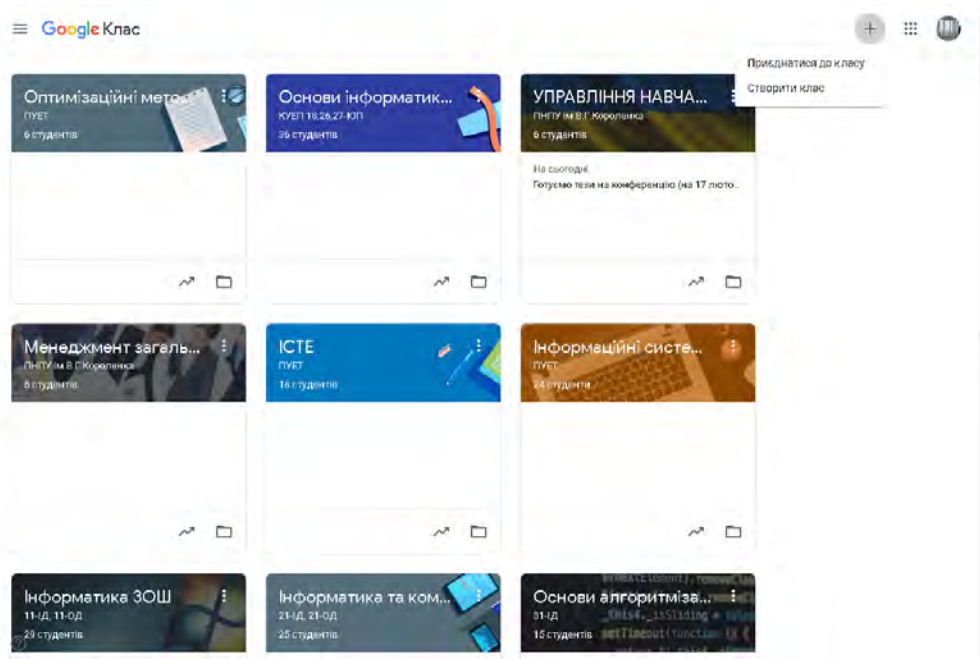 Google Клас
Приєднатися до класу
Створити клас
Оптимізаційні мето...
ПУЕТ
6 студентів
Основи інформатик...
КУЕП 18,26,27-ЮП
36 студентів
УПРАВЛІННЯ НАВЧА...
ПНПУ ім В.Г.Короленка
6 студентів
На сьогодні
Готуємо тези на конференцію (на 17 люто...
Менеджмент загаль...
ПНПУ ім В.Г.Короленка
6 студентів
ІСТЕ
ПУЕТ
16 студентів
Інформаційні систе...
ПУЕТ
24 студенти
Інформатика ЗОШ
11-ІД, 11-ОД
29 студентів
Інформатика та ком...
21-ІД, 21-ОД
25 студентів
Основи алгоритміза...
31-ІД
15 студентів